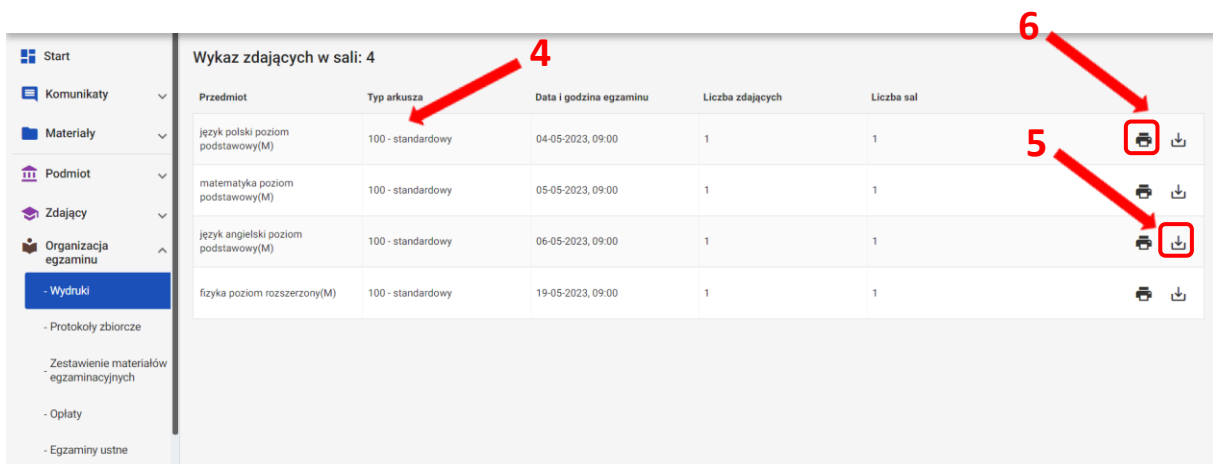 6
Start
Komunikaty
Materiały
Podmiot
Zdający
Organizacja
egzaminu
- Wydruki
- Protokoły zbiorcze
- Zestawienie materiałów
egzaminacyjnych
- Opłaty
- Egzaminy ustne
Wykaz zdających w sali: 4
4
Przedmiot Typ arkusza Data i godzina egzaminu Liczba zdających Liczba sal
język polski poziom
podstawowy(M) 100 - standardowy 04-05-2023, 09:00 1 1
5
matematyka poziom
podstawowy(M) 100 - standardowy 05-05-2023, 09:00 1 1
język angielski poziom
podstawowy(M) 100 - standardowy 06-05-2023, 09:00 1 1
fizyka poziom rozszerzony(M) 100 - standardowy 19-05-2023, 09:00 1 1